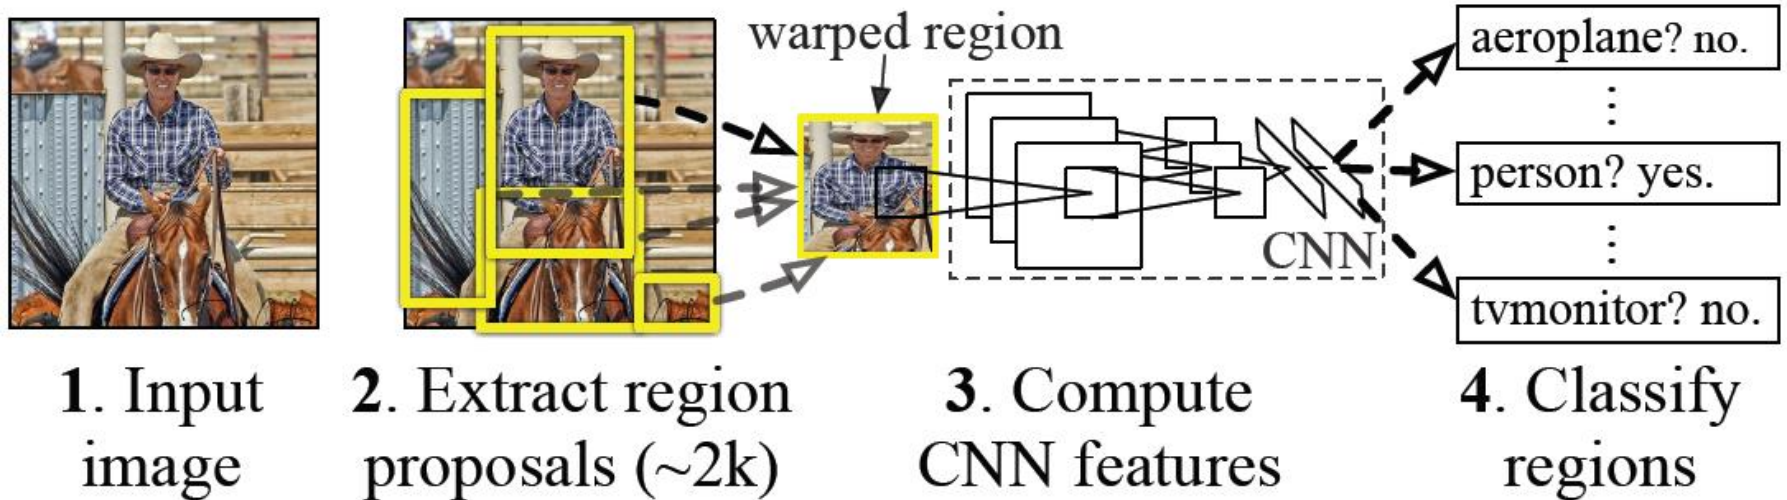 warped region
aeroplane? no.
⋮
person? yes.
CNN
⋮
tvmonitor? no.
1. Input
image
2. Extract region
proposals (~2k)
3. Compute
CNN features
4. Classify
regions